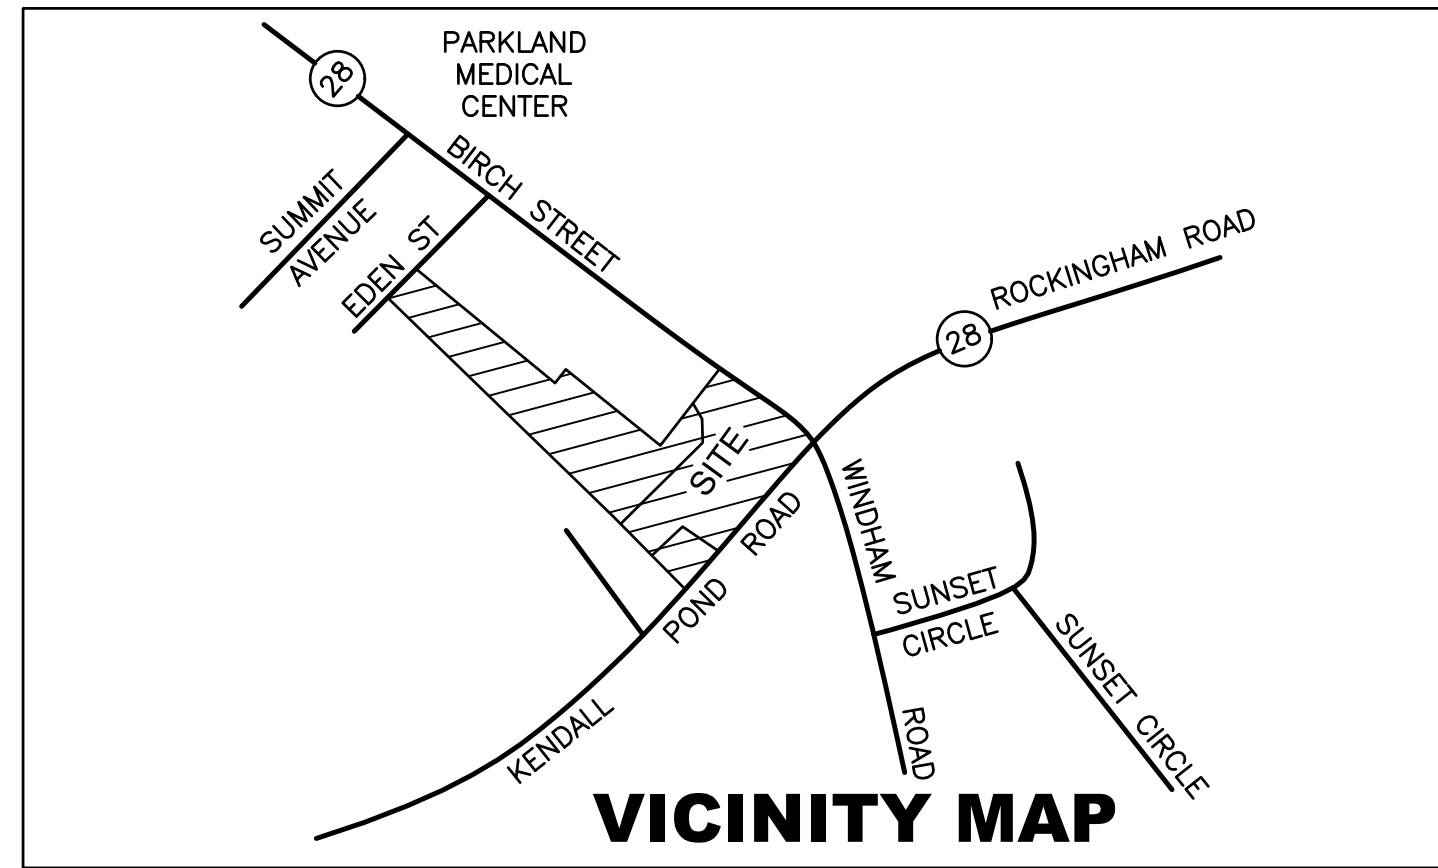 PARKLAND
MEDICAL
CENTER
28
BIRCH STREET
SUMMIT
AVENUE
EDEN ST
ROCKINGHAM ROAD
28
SITE
WINDHAM
ROAD
KENDALL
POND
ROAD
SUNSET
CIRCLE
SUNSET CIRCLE
VICINITY MAP